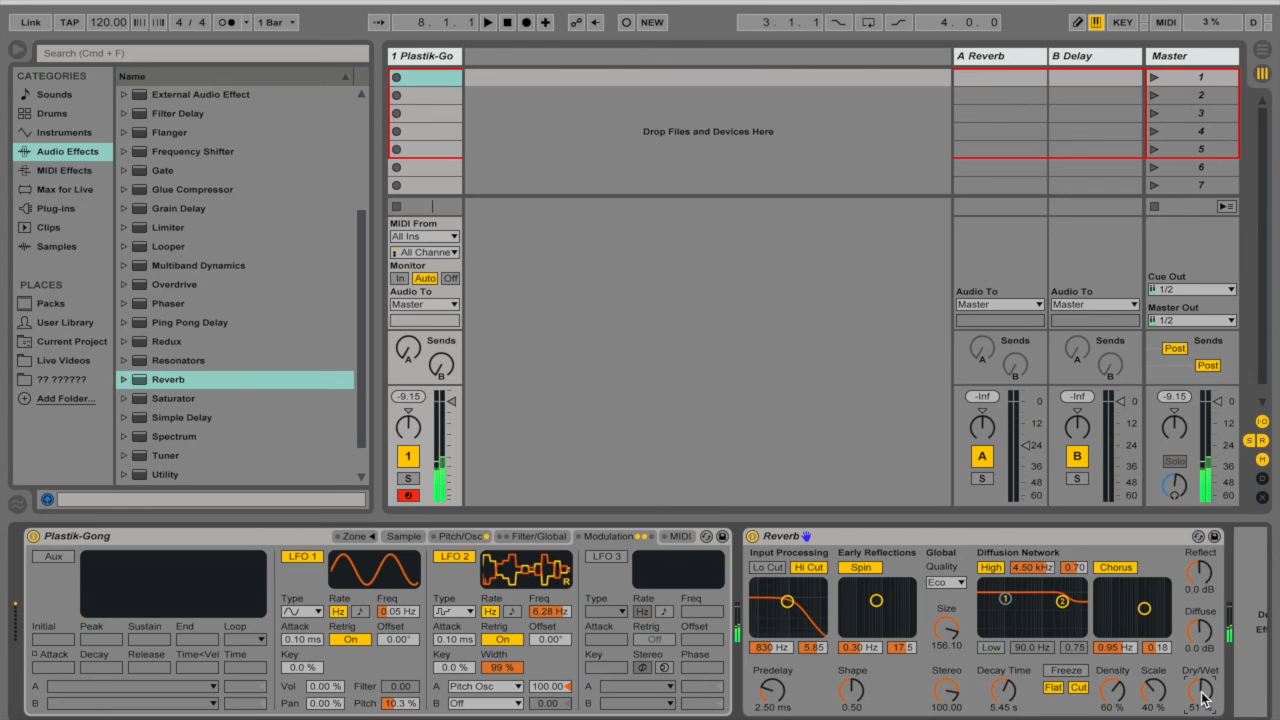 Link TAP 120.00 4 / 4 1 Bar 8. 1. 1 NEW 3. 1. 1 4. 0. 0 KEY MIDI 3 % D
Search (Cmd + F)
CATEGORIES
Sounds
Drums
Instruments
Audio Effects
MIDI Effects
Max for Live
Plug-ins
Clips
Samples
PLACES
Packs
User Library
Current Project
Live Videos
?? ??????
Add Folder...
Name
External Audio Effect
Filter Delay
Flanger
Frequency Shifter
Gate
Glue Compressor
Grain Delay
Limiter
Looper
Multiband Dynamics
Overdrive
Phaser
Ping Pong Delay
Redux
Resonators
Reverb
Saturator
Simple Delay
Spectrum
Tuner
Utility
1 Plastik-Go
MIDI From
All Ins
All Channe
Monitor
In Auto Off
Audio To
Master
Sends
A
B
-9.15
1
S
Drop Files and Devices Here
A Reverb
Audio To
Master
A
B
-Inf
0
12
24
36
48
60
A
S
B Delay
Audio To
Master
A
B
-Inf
0
12
24
36
48
60
B
S
Master
1
2
3
4
5
6
7
Cue Out
1/2
Master Out
1/2
Sends
Post
Post
-9.15
0
12
24
36
48
60
Solo
I·O
S R
M
D
X
Plastik-Gong Zone Sample Pitch/Osc Filter/Global Modulation MIDI
Aux
Initial Peak Sustain End Loop
Attack Decay Release Time<Vel Time
A
B
LFO 1
Type Rate Freq
Hz 0.05 Hz
Attack Retrig Offset
0.10 ms On 0.00°
Key
0.0 %
Vol 0.00 % Filter 0.00
Pan 0.00 % Pitch 10.3 %
LFO 2
R
Type Rate Freq
Hz 6.28 Hz
Attack Retrig Offset
0.10 ms On 0.00°
Key Width
0.0 % 99 %
A Pitch Osc 100.00
B Off 0.00
LFO 3
Type Rate Freq
Hz
Attack Retrig Offset
Off
Key Stereo Phase
A
B
Reverb
Input Processing
Lo Cut Hi Cut
830 Hz 5.85
Predelay
2.50 ms
Early Reflections
Spin
0.30 Hz 17.5
Shape
0.50
Global
Quality
Eco
Size
156.10
Stereo
100.00
Diffusion Network
High 4.50 kHz 0.70 Chorus
1 2
Low 90.0 Hz 0.75 0.95 Hz 0.18
Decay Time Freeze Density Scale
Flat Cut
5.45 s 60 % 40 %
Reflect
0.0 dB
Diffuse
0.0 dB
Dry/Wet